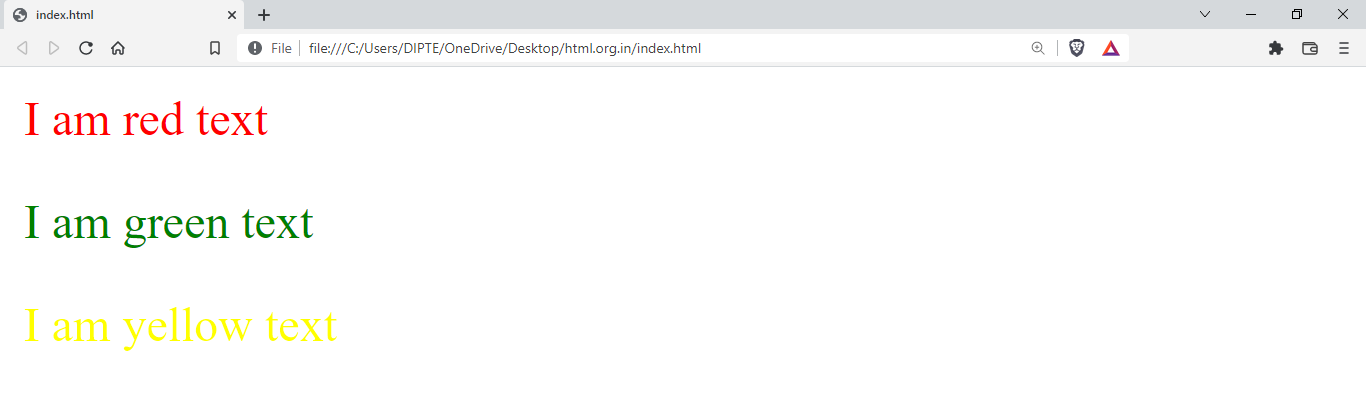 index.html
File
file:///C:/Users/DIPTE/OneDrive/Desktop/html.org.in/index.html
I am red text
I am green text
I am yellow text